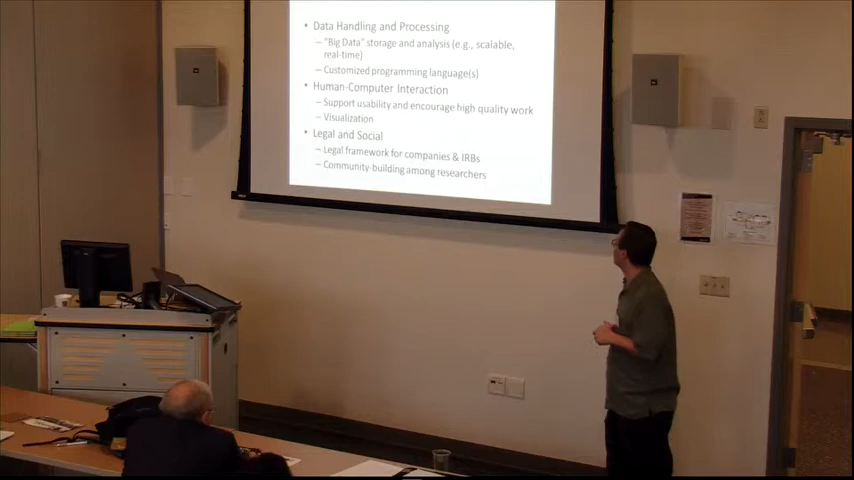 • Data Handling and Processing
– "Big Data" storage and analysis (e.g., scalable,
real-time)
– Customized programming language(s)
• Human-Computer Interaction
– Support usability and encourage high quality work
– Visualization
• Legal and Social
– Legal framework for companies & IRBs
– Community-building among researchers